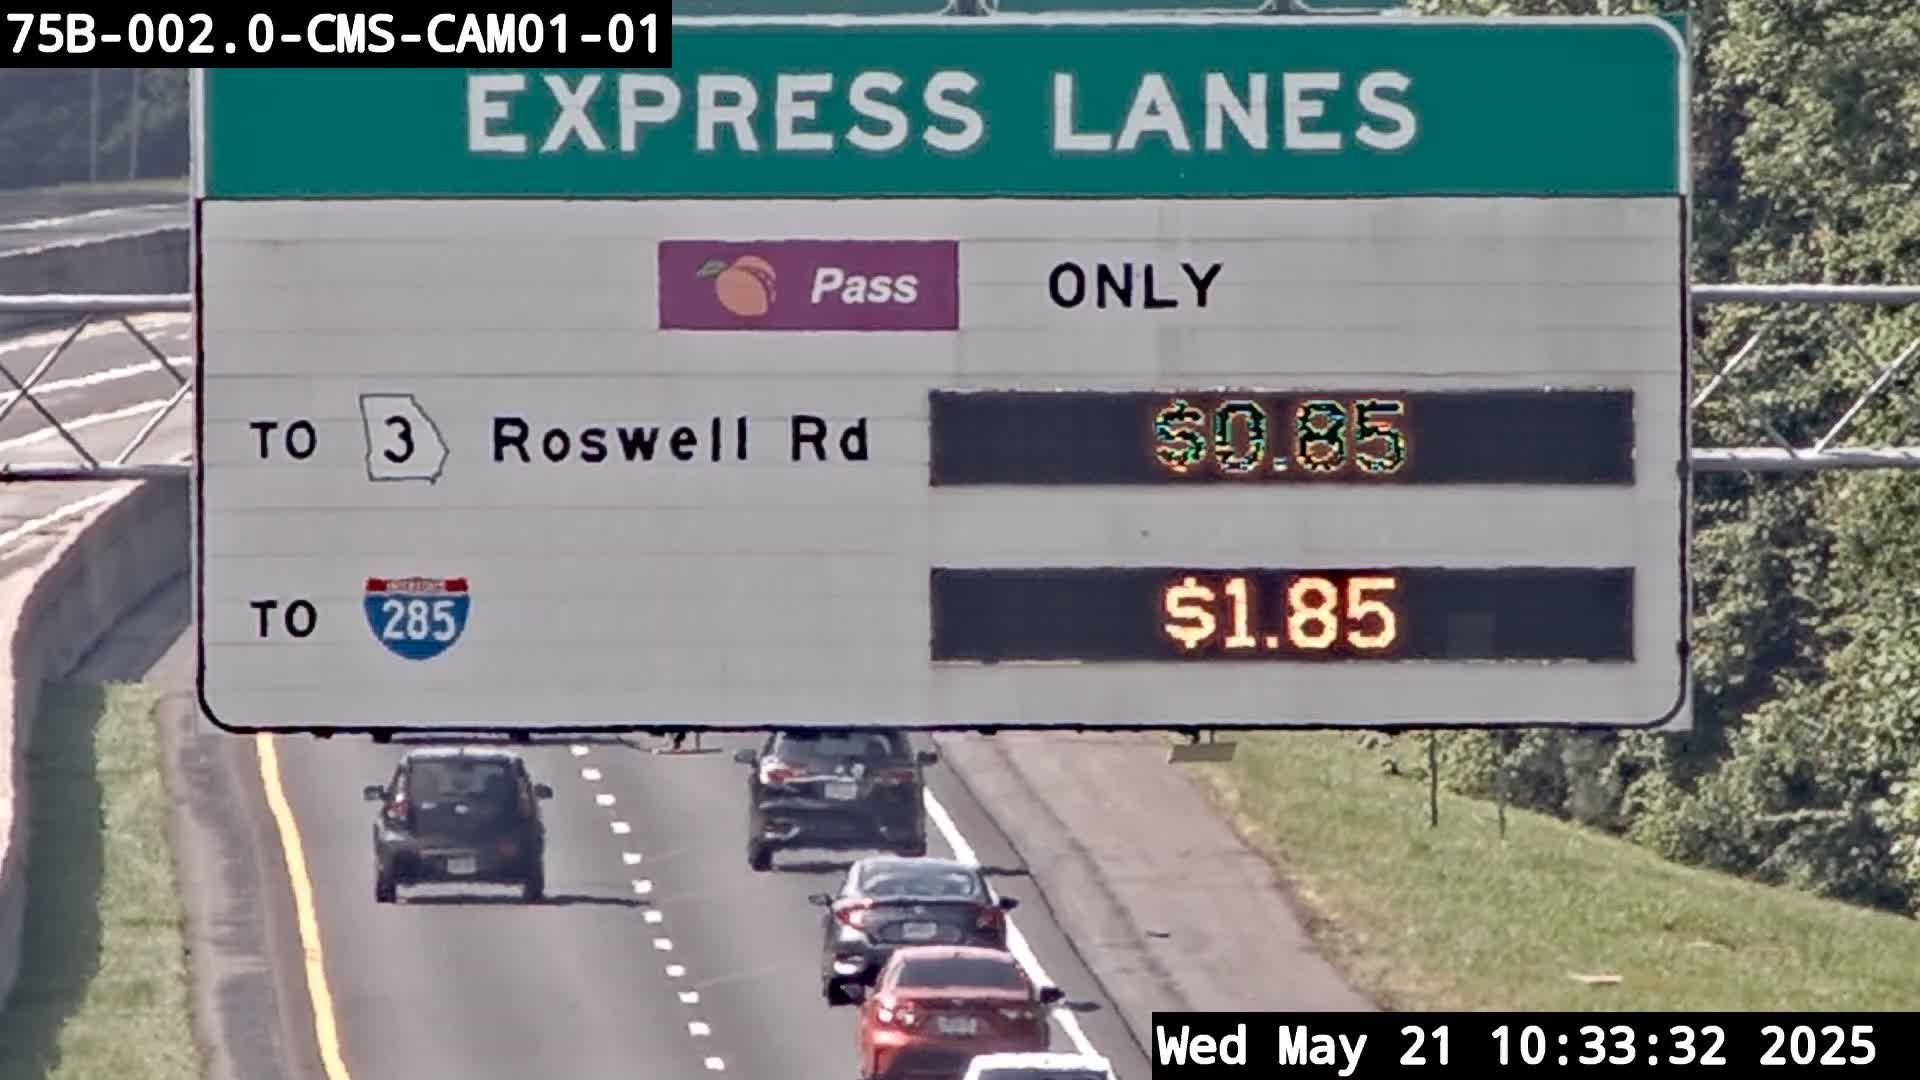 75B-002.0-CMS-CAM01-01
EXPRESS LANES
Pass ONLY
TO 3 Roswell Rd $0.85
TO 285 $1.85
Wed May 21 10:33:32 2025